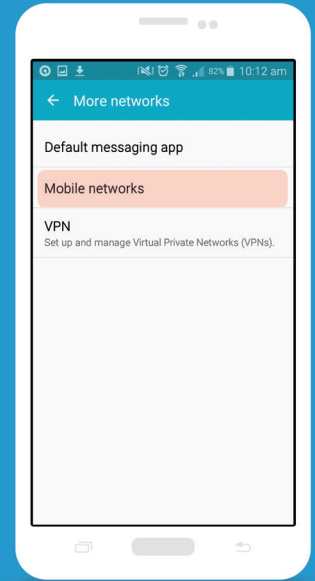 82% 10:12 am
More networks
Default messaging app
Mobile networks
VPN
Set up and manage Virtual Private Networks (VPNs).